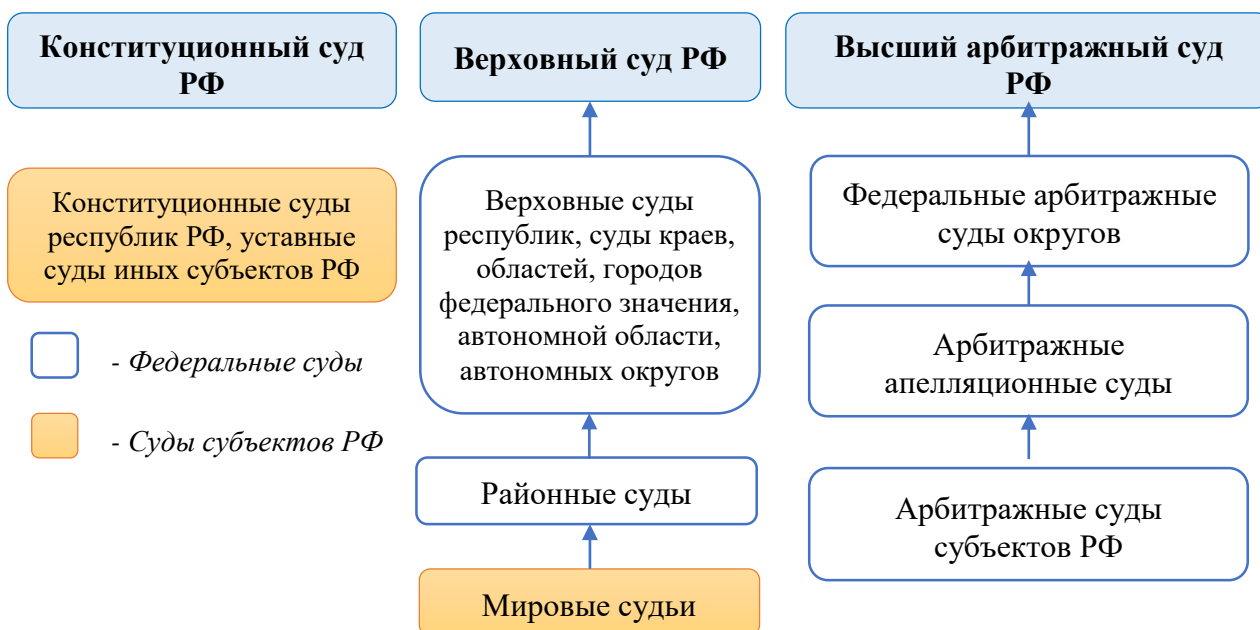 Конституционный суд
РФ
Верховный суд РФ
Высший арбитражный суд
РФ
Конституционные суды
республик РФ, уставные
суды иных субъектов РФ
- Федеральные суды
- Суды субъектов РФ
Верховные суды
республик, суды краев,
областей, городов
федерального значения,
автономной области,
автономных округов
Районные суды
Мировые судьи
Федеральные арбитражные
суды округов
Арбитражные
апелляционные суды
Арбитражные суды
субъектов РФ